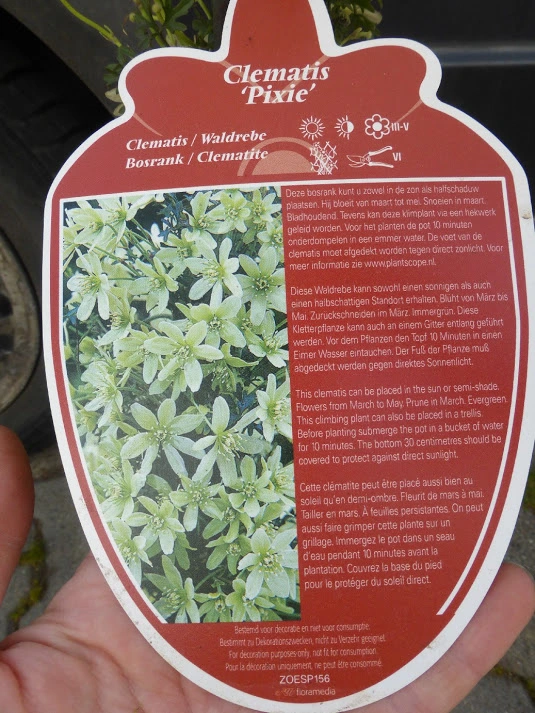 Clematis
'Pixie'
Clematis / Waldrebe
Bosrank / Clematite
III-V
VI
Deze bosrank kunt u zowel in de zon als halfschaduw
plaatsen. Hij bloeit van maart tot mei. Snoeien in maart.
Bladhoudend. Tevens kan deze klimplant via een hekwerk
geleid worden. Voor het planten de pot 10 minuten
onderdompelen in een emmer water. De voet van de
clematis moet afgedekt worden tegen direct zonlicht. Voor
meer informatie zie www.plantscope.nl.
Diese Waldrebe kann sowohl einen sonnigen als auch
einen halbschattigen Standort erhalten. Blüht von März bis
Mai. Zurückschneiden im März. Immergrün. Diese
Kletterpflanze kann auch an einem Gitter entlang geführt
werden. Vor dem Pflanzen den Topf 10 Minuten in einen
Eimer Wasser eintauchen. Der Fuß der Pflanze muß
abgedeckt werden gegen direktes Sonnenlicht.
This clematis can be placed in the sun or semi-shade.
Flowers from March to May. Prune in March. Evergreen.
This climbing plant can also be placed in a trellis.
Before planting submerge the pot in a bucket of water
for 10 minutes. The bottom 30 centimetres should be
covered to protect against direct sunlight.
Cette clématite peut être placé aussi bien au
soleil qu'en demi-ombre. Fleurit de mars à mai.
Tailler en mars. À feuilles persistantes. On peut
aussi faire grimper cette plante sur un
grillage. Immergez le pot dans un seau
d'eau pendant 10 minutes avant la
plantation. Couvrez la base du pied
pour le protéger du soleil direct.
Bestemd voor decoratie en niet voor consumptie.
Bestimmt zu Dekorationszwecken, nicht zu Verzehr geeignet.
For decoration purposes only, not fit for consumption.
Pour la décoration uniquement, ne peut être consommé.
ZOESP156
floramedia